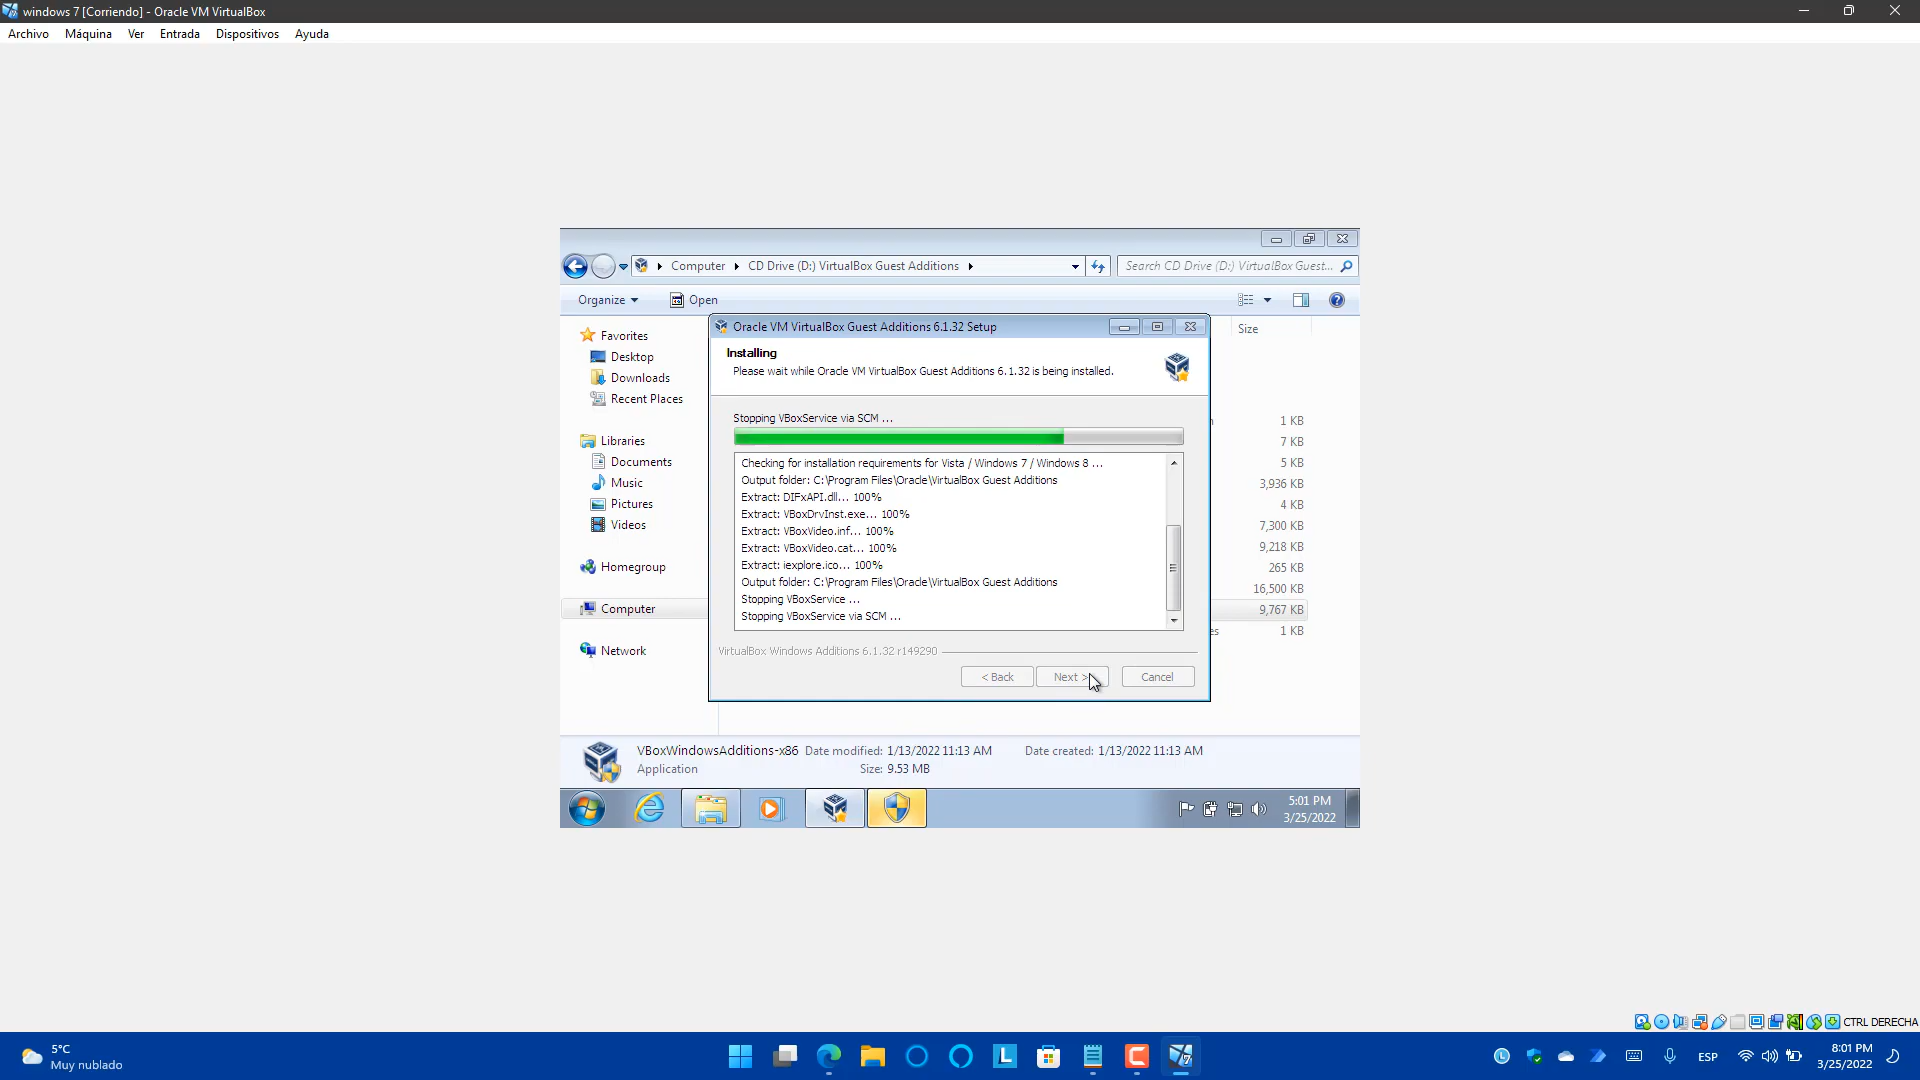 windows 7 [Corriendo] - Oracle VM VirtualBox
Archivo Máquina Ver Entrada Dispositivos Ayuda
Computer CD Drive (D:) VirtualBox Guest Additions
Search CD Drive (D:) VirtualBox Guest...
Organize Open
Favorites
Desktop
Downloads
Recent Places
Libraries
Documents
Music
Pictures
Videos
Homegroup
Computer
Network
Oracle VM VirtualBox Guest Additions 6.1.32 Setup
Installing
Please wait while Oracle VM VirtualBox Guest Additions 6.1.32 is being installed.
Stopping VBoxService via SCM ...
Checking for installation requirements for Vista / Windows 7 / Windows 8 ...
Output folder: C:\Program Files\Oracle\VirtualBox Guest Additions
Extract: DIFxAPI.dll... 100%
Extract: VBoxDrvInst.exe... 100%
Extract: VBoxVideo.inf... 100%
Extract: VBoxVideo.cat... 100%
Extract: iexplore.ico... 100%
Output folder: C:\Program Files\Oracle\VirtualBox Guest Additions
Stopping VBoxService ...
Stopping VBoxService via SCM ...
VirtualBox Windows Additions 6.1.32 r149290
< Back Next > Cancel
Size
1 KB
7 KB
5 KB
3,936 KB
4 KB
7,300 KB
9,218 KB
265 KB
16,500 KB
9,767 KB
es 1 KB
VBoxWindowsAdditions-x86 Date modified: 1/13/2022 11:13 AM Date created: 1/13/2022 11:13 AM
Application Size: 9.53 MB
5:01 PM
3/25/2022
CTRL DERECHA
5°C
Muy nublado
L
C
7
ESP
8:01 PM
3/25/2022